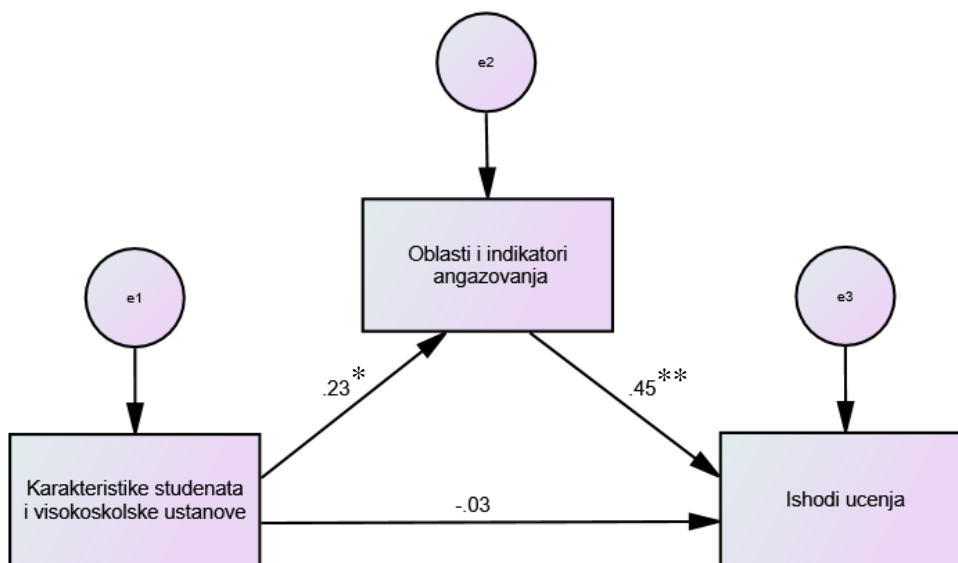 e2
Oblasti i indikatori
angazovanja
e1
e3
.23*
.45**
Karakteristike studenata
i visokoskolske ustanove
-.03
Ishodi ucenja